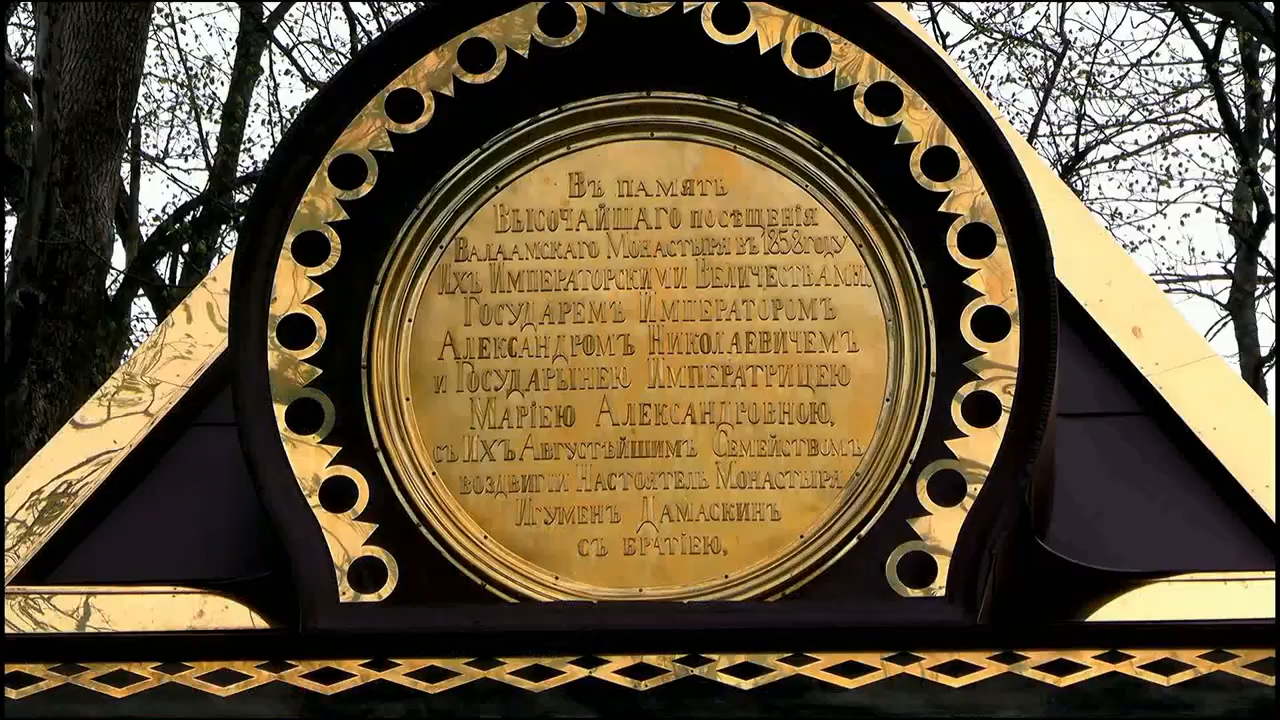 Въ память
Высочайшаго посѣщенія
Валаамскаго Монастыря въ 1858 году
Ихъ Императорскими Величествами,
Государемъ Императоромъ
Александромъ Николаевичемъ
и Государынею Императрицею
Маріею Александровною,
съ Ихъ Августѣйшимъ Семействомъ
воздвигли Настоятель Монастыря
Игуменъ Дамаскинъ
съ братіею.